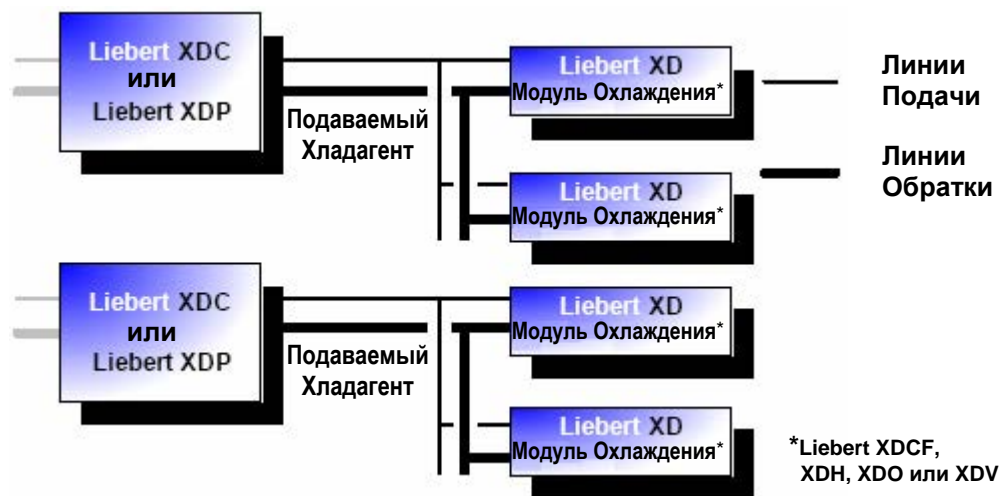 Liebert XDC
или
Liebert XDP
Подаваемый
Хладагент
Liebert XD
Модуль Охлаждения*
Liebert XD
Модуль Охлаждения*
Линии
Подачи
Линии
Обратки
Liebert XDC
или
Liebert XDP
Подаваемый
Хладагент
Liebert XD
Модуль Охлаждения*
Liebert XD
Модуль Охлаждения*
*Liebert XDCF,
XDH, XDO или XDV